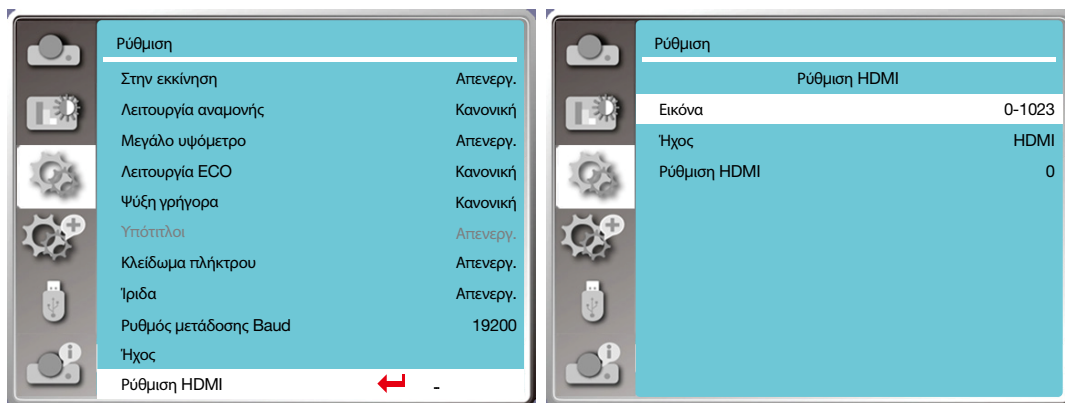 Ρύθμιση
Στην εκκίνηση Απενεργ.
Λειτουργία αναμονής Κανονική
Μεγάλο υψόμετρο Απενεργ.
Λειτουργία ECO Κανονική
Ψύξη γρήγορα Κανονική
Υπότιτλοι Απενεργ.
Κλείδωμα πλήκτρου Απενεργ.
Ίριδα Απενεργ.
Ρυθμός μετάδοσης Baud 19200
Ήχος
Ρύθμιση HDMI -
Ρύθμιση
Ρύθμιση HDMI
Εικόνα 0-1023
Ήχος HDMI
Ρύθμιση HDMI 0